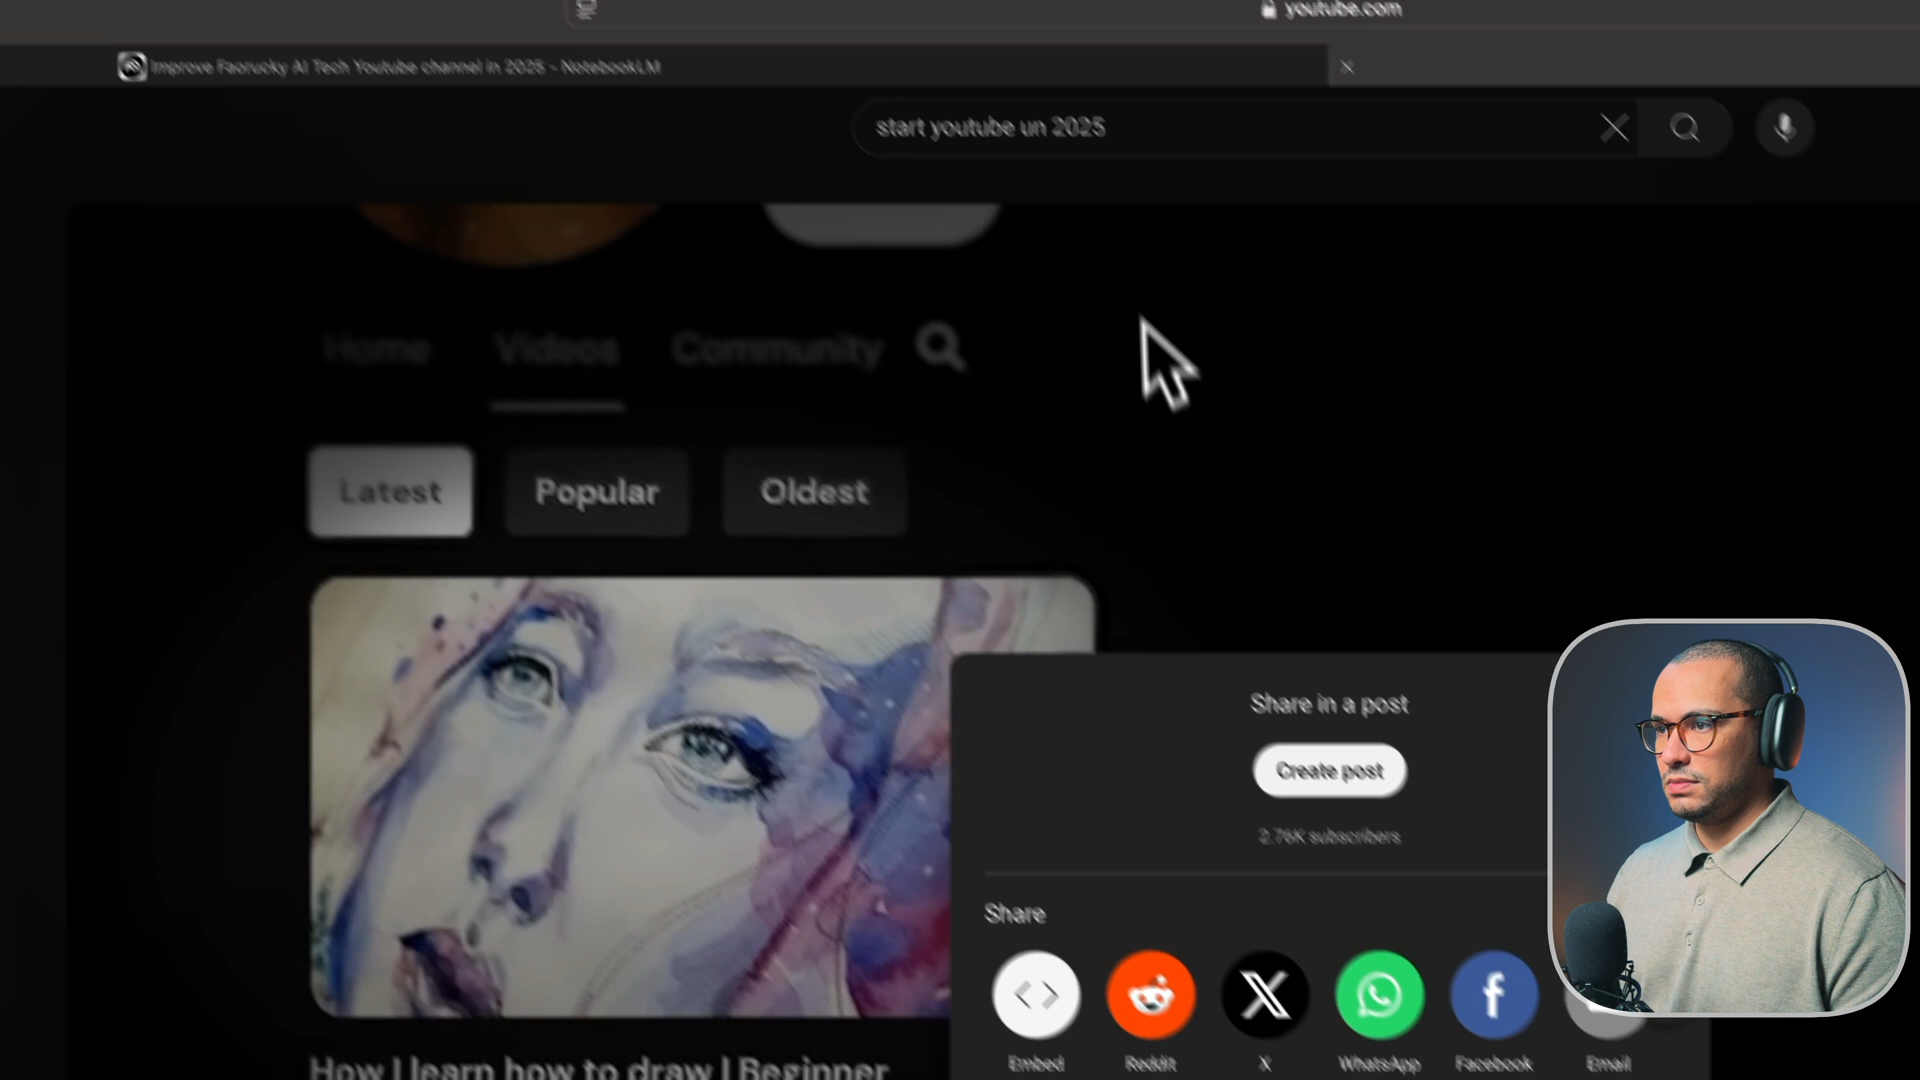 youtube.com
Improve Faorucky AI Tech Youtube channel in 2025 - NotebookLM
start youtube un 2025
Home Videos Community
Latest Popular Oldest
Share in a post
Create post
2.76K subscribers
Share
Embed Reddit X WhatsApp Facebook Email
How I learn how to draw | Beginner